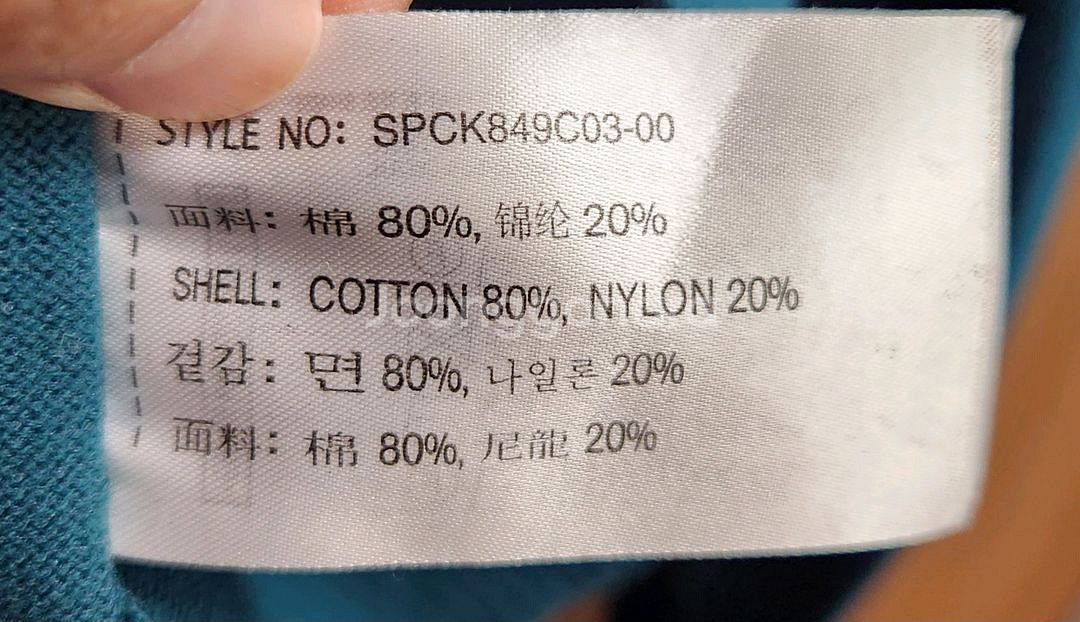 STYLE NO: SPCK849C03-00
面料: 棉 80%, 锦纶 20%
SHELL: COTTON 80%, NYLON 20%
겉감: 면 80%, 나일론 20%
面料: 棉 80%, 尼龍 20%